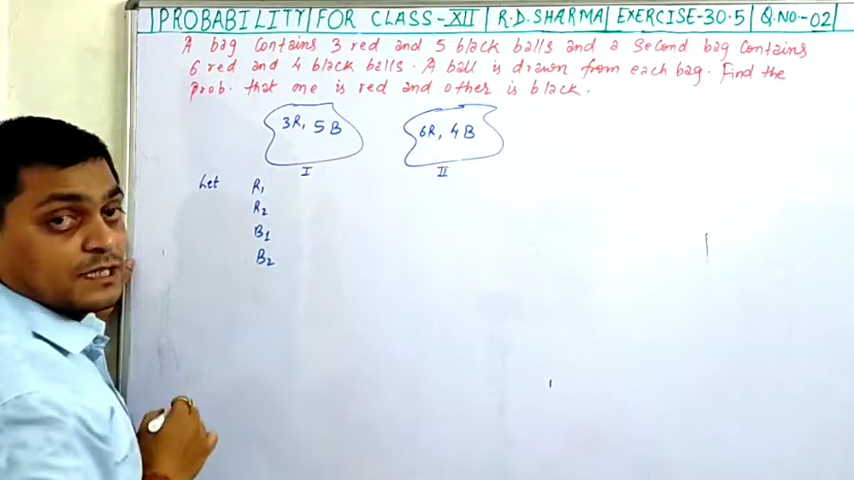 PROBABILITY FOR CLASS-XII | R.D. SHARMA | EXERCISE-30.5 | Q.NO.-02
A bag contains 3 red and 5 black balls and a second bag contains
6 red and 4 black balls. A ball is drawn from each bag. Find the
prob. that one is red and other is black.
3R, 5B
6R, 4B
I
II
Let R1
R2
B1
B2